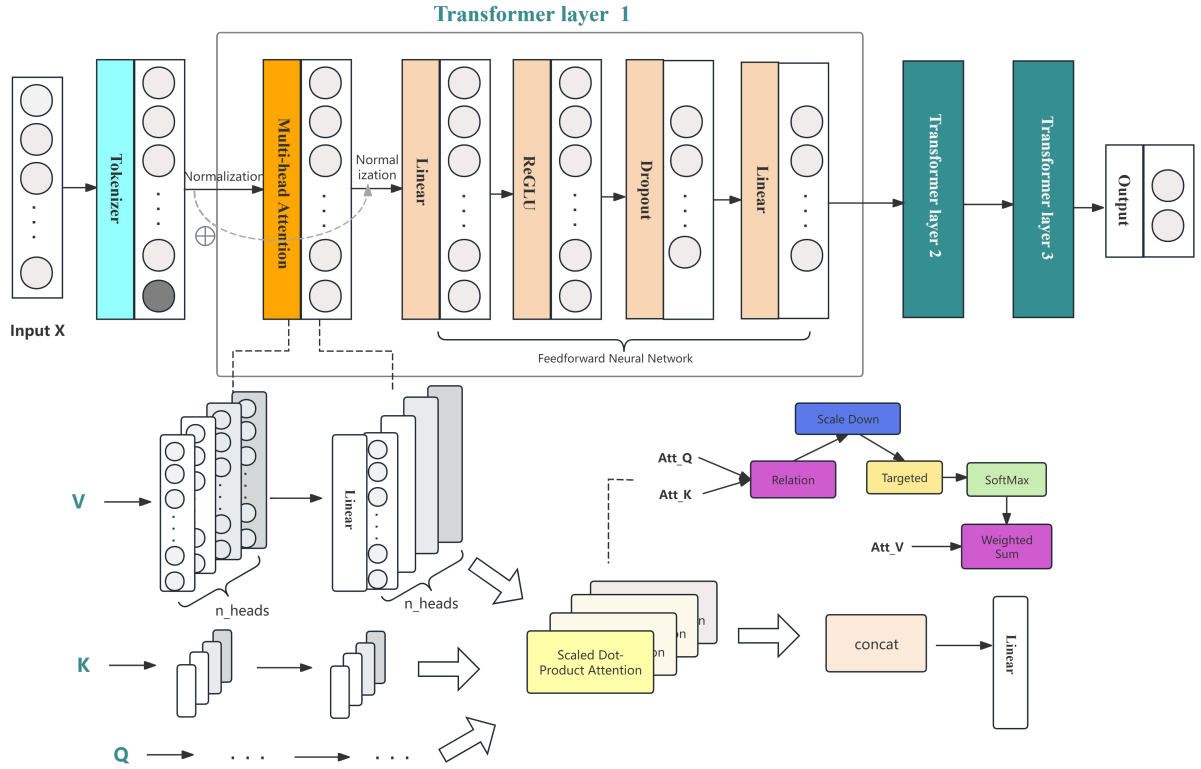 Transformer layer 1
Input X
Tokenizer
Normalization
Multi-head Attention
Normal
ization
Linear
ReGLU
Dropout
Linear
Feedforward Neural Network
Transformer layer 2
Transformer layer 3
Output
V
n_heads
Linear
n_heads
K
Q
. . .
. . .
Att_Q
Att_K
Relation
Scale Down
Targeted
SoftMax
Att_V
Weighted
Sum
Scaled Dot-
Product Attention
on
on
n
concat
Linear